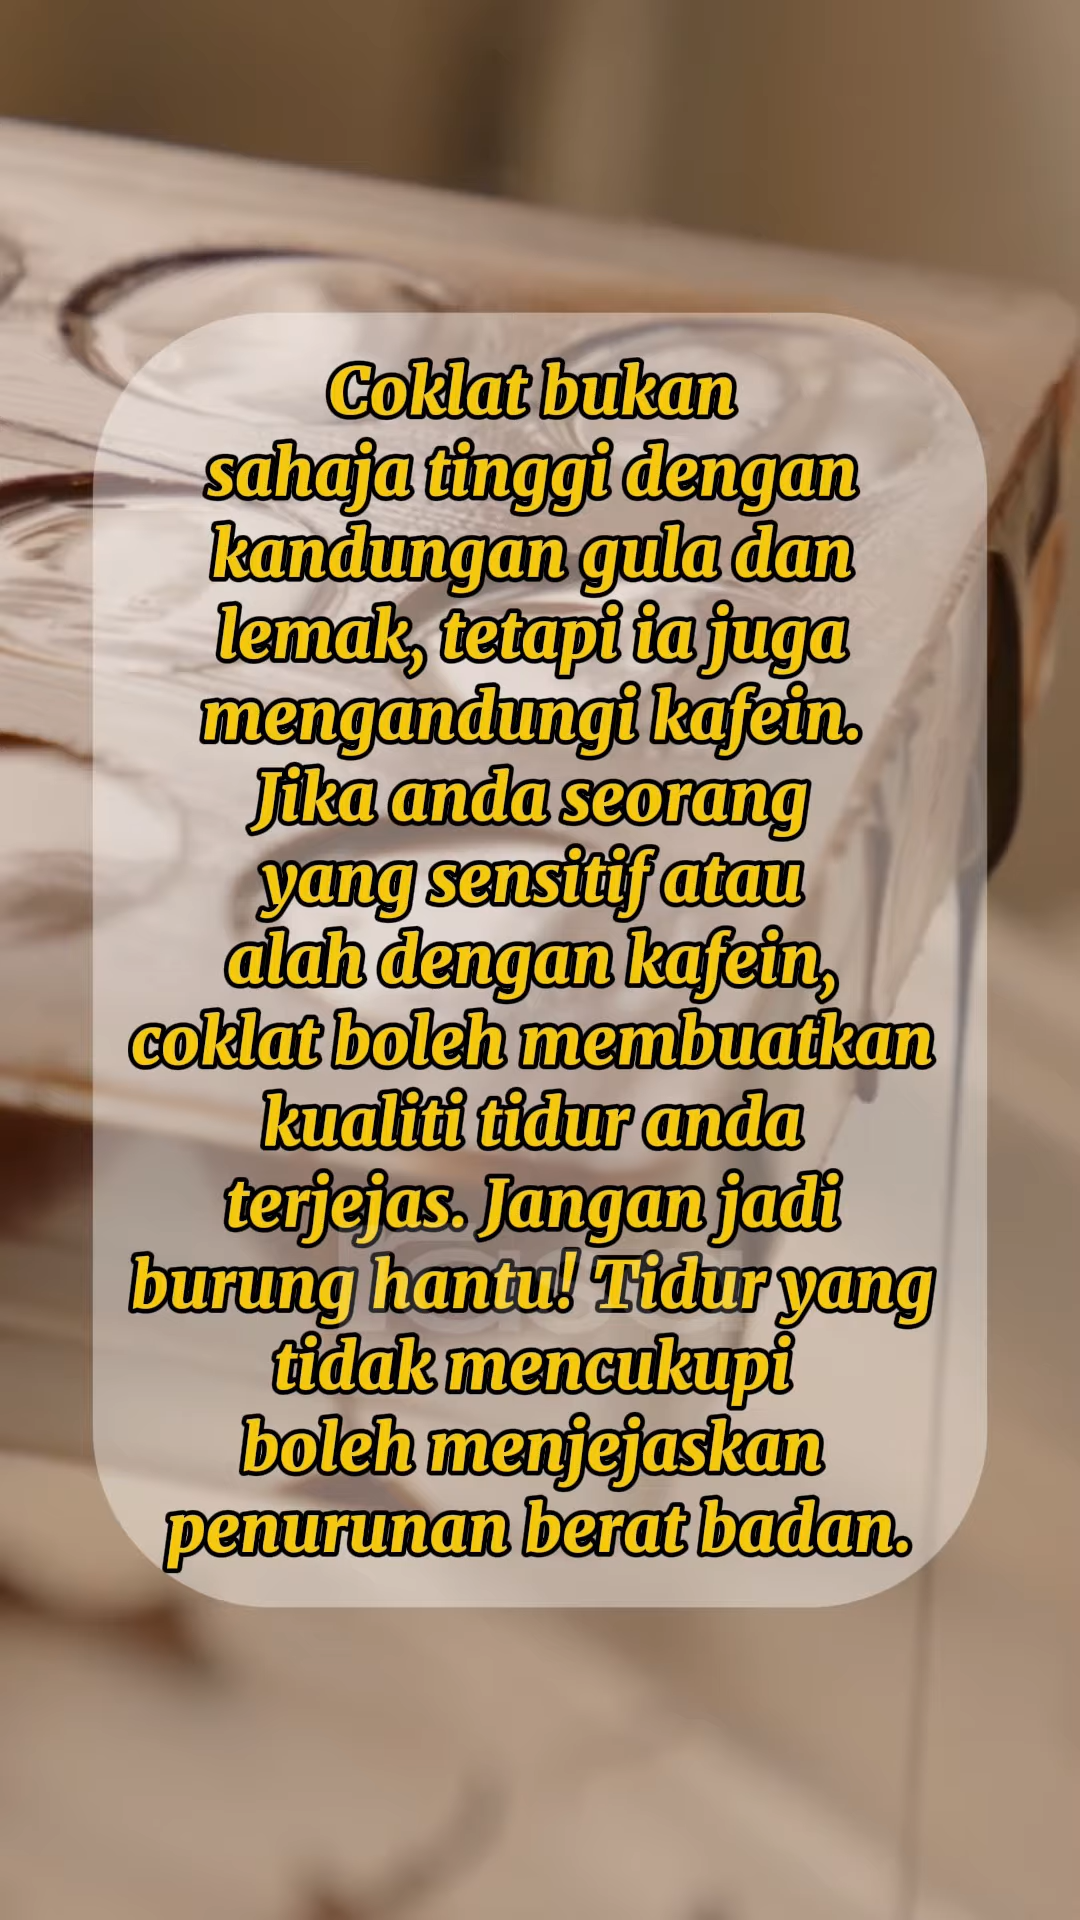 Coklat bukan
sahaja tinggi dengan
kandungan gula dan
lemak, tetapi ia juga
mengandungi kafein.
Jika anda seorang
yang sensitif atau
alah dengan kafein,
coklat boleh membuatkan
kualiti tidur anda
terjejas. Jangan jadi
burung hantu! Tidur yang
tidak mencukupi
boleh menjejaskan
penurunan berat badan.